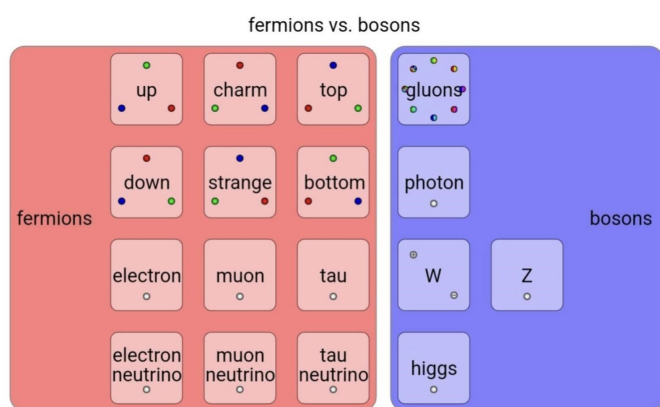 fermions vs. bosons
up
charm
top
gluons
down
strange
bottom
photon
fermions
bosons
electron
muon
tau
W
Z
electron
neutrino
muon
neutrino
tau
neutrino
higgs